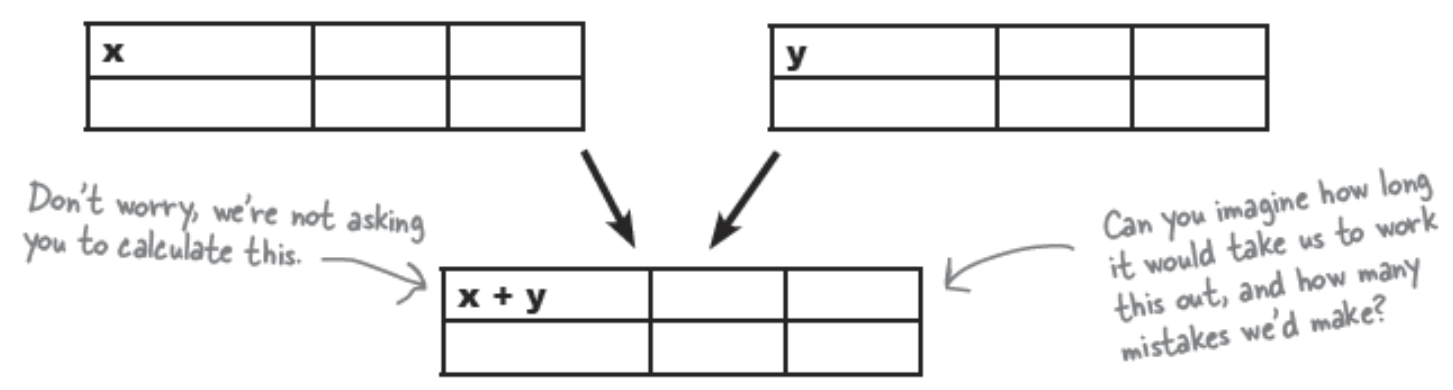 x
y
Don't worry, we're not asking
you to calculate this.
Can you imagine how long
it would take us to work
this out, and how many
mistakes we'd make?
x + y